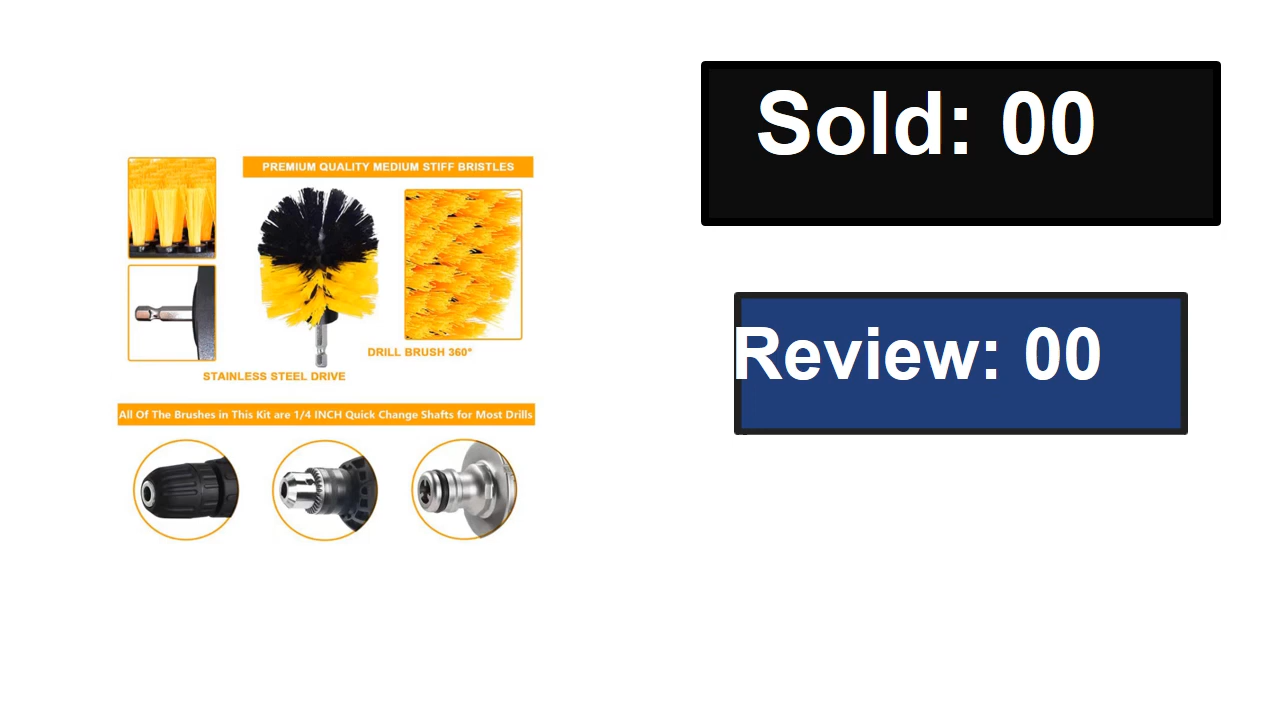 PREMIUM QUALITY MEDIUM STIFF BRISTLES
DRILL BRUSH 360°
STAINLESS STEEL DRIVE
All Of The Brushes in This Kit are 1/4 INCH Quick Change Shafts for Most Drills
Sold: 00
Review: 00